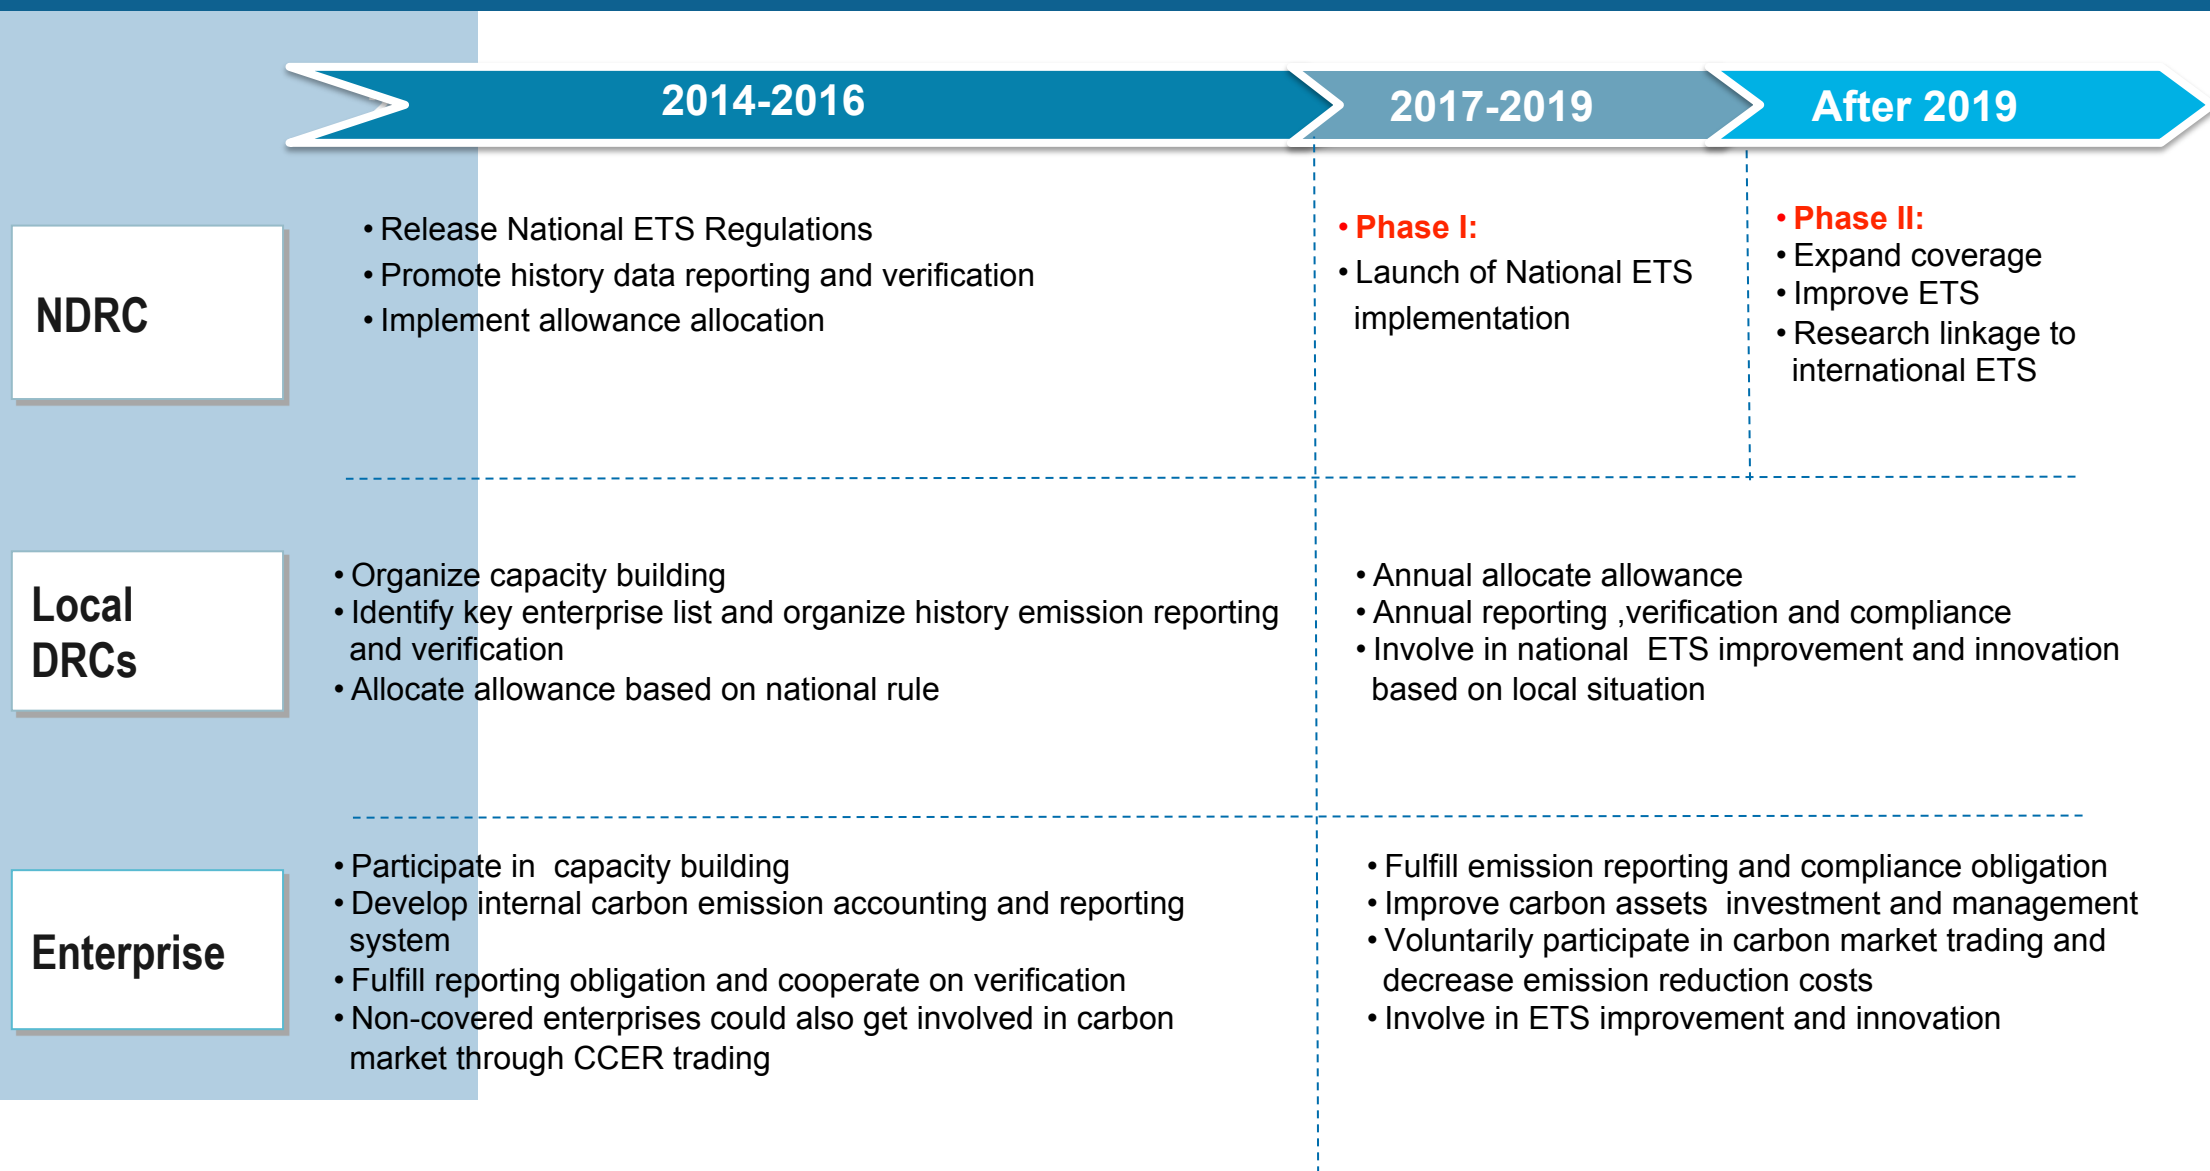 2014-2016
2017-2019
After 2019
NDRC
• Release National ETS Regulations
• Promote history data reporting and verification
• Implement allowance allocation
• Phase I:
• Launch of National ETS
implementation
• Phase II:
• Expand coverage
• Improve ETS
• Research linkage to
international ETS
Local
DRCs
• Organize capacity building
• Identify key enterprise list and organize history emission reporting
and verification
• Allocate allowance based on national rule
• Annual allocate allowance
• Annual reporting ,verification and compliance
• Involve in national  ETS improvement and innovation
based on local situation
Enterprise
• Participate in  capacity building
• Develop internal carbon emission accounting and reporting
system
• Fulfill reporting obligation and cooperate on verification
• Non-covered enterprises could also get involved in carbon
market through CCER trading
• Fulfill emission reporting and compliance obligation
• Improve carbon assets  investment and management
• Voluntarily participate in carbon market trading and
decrease emission reduction costs
• Involve in ETS improvement and innovation